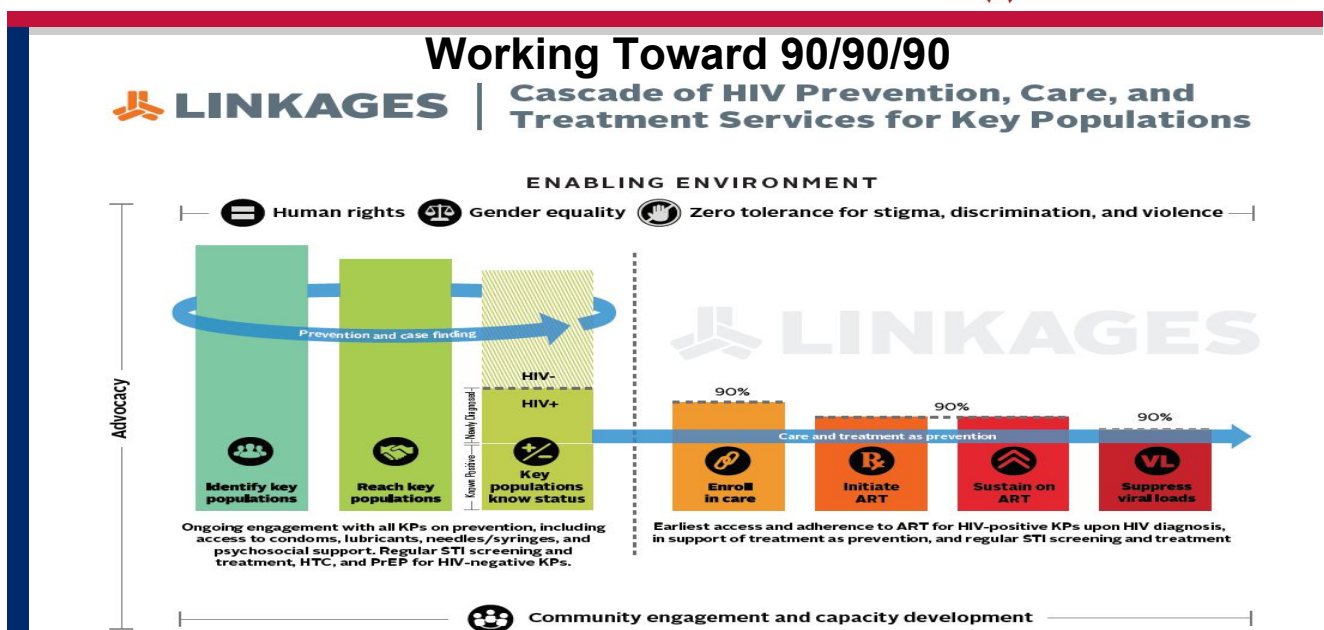 Working Toward 90/90/90
LINKAGES
Cascade of HIV Prevention, Care, and
Treatment Services for Key Populations
ENABLING ENVIRONMENT
Human rights
Gender equality
Zero tolerance for stigma, discrimination, and violence
Advocacy
Prevention and case finding
LINKAGES
HIV-
HIV+
Newly Diagnosed
Known Positive
90%
90%
90%
Care and treatment as prevention
Identify key
populations
Reach key
populations
Key
populations
know status
Enroll
in care
Rx
Initiate
ART
Sustain on
ART
VL
Suppress
viral loads
Ongoing engagement with all KPs on prevention, including
access to condoms, lubricants, needles/syringes, and
psychosocial support. Regular STI screening and
treatment, HTC, and PrEP for HIV-negative KPs.
Earliest access and adherence to ART for HIV-positive KPs upon HIV diagnosis,
in support of treatment as prevention, and regular STI screening and treatment
Community engagement and capacity development